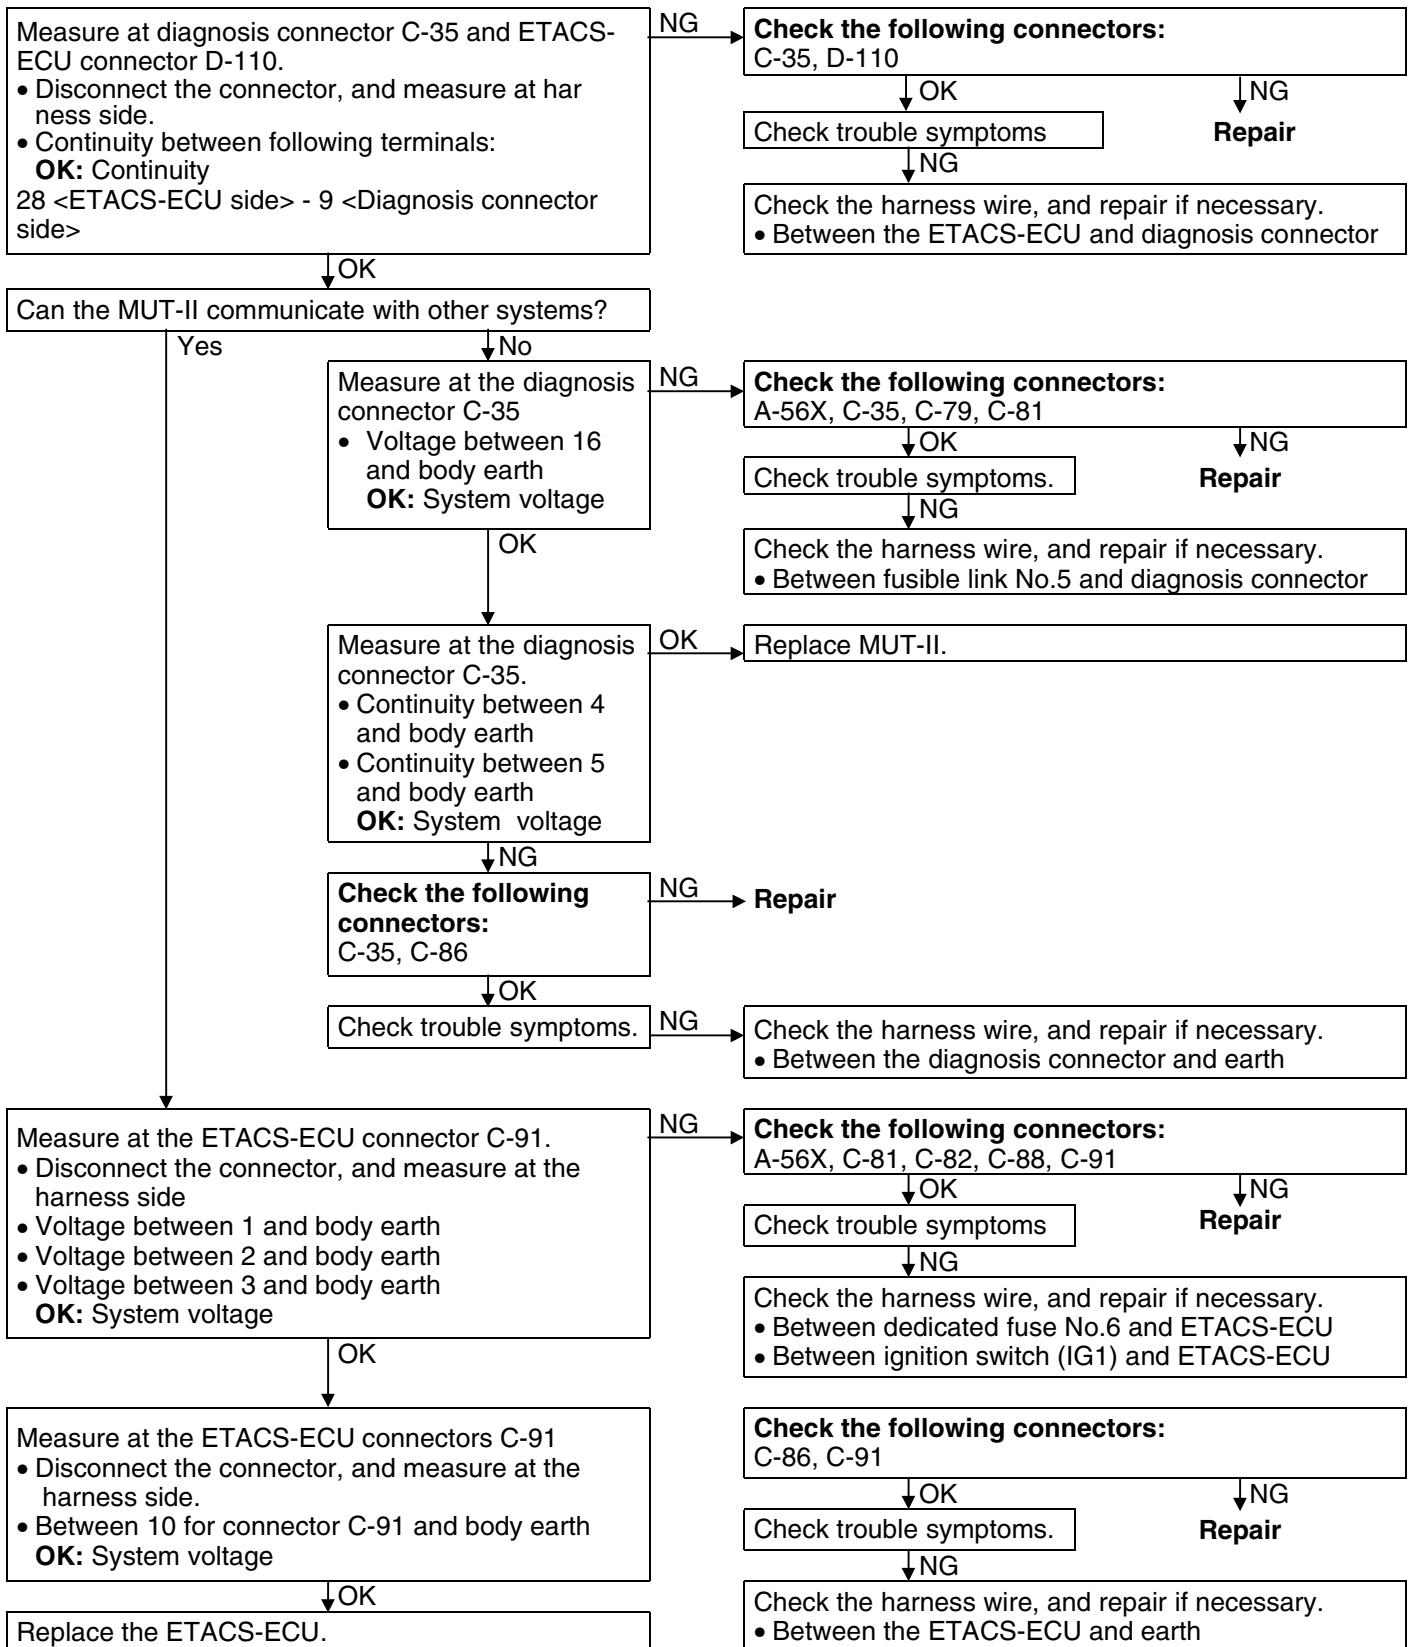 Measure at diagnosis connector C-35 and ETACS-
ECU connector D-110.
• Disconnect the connector, and measure at har
ness side.
• Continuity between following terminals:
OK: Continuity
28 <ETACS-ECU side> - 9 <Diagnosis connector
side>
NG
Check the following connectors:
C-35, D-110
OK
NG
Check trouble symptoms
Repair
NG
Check the harness wire, and repair if necessary.
• Between the ETACS-ECU and diagnosis connector
OK
Can the MUT-II communicate with other systems?
Yes
No
Measure at the diagnosis
connector C-35
• Voltage between 16
and body earth
OK: System voltage
NG
Check the following connectors:
A-56X, C-35, C-79, C-81
OK
NG
Check trouble symptoms.
Repair
NG
Check the harness wire, and repair if necessary.
• Between fusible link No.5 and diagnosis connector
OK
Measure at the diagnosis
connector C-35.
• Continuity between 4
and body earth
• Continuity between 5
and body earth
OK: System voltage
OK
Replace MUT-II.
NG
Check the following
connectors:
C-35, C-86
NG
Repair
OK
Check trouble symptoms.
NG
Check the harness wire, and repair if necessary.
• Between the diagnosis connector and earth
Measure at the ETACS-ECU connector C-91.
• Disconnect the connector, and measure at the
harness side
• Voltage between 1 and body earth
• Voltage between 2 and body earth
• Voltage between 3 and body earth
OK: System voltage
NG
Check the following connectors:
A-56X, C-81, C-82, C-88, C-91
OK
NG
Check trouble symptoms
Repair
NG
Check the harness wire, and repair if necessary.
• Between dedicated fuse No.6 and ETACS-ECU
• Between ignition switch (IG1) and ETACS-ECU
OK
Measure at the ETACS-ECU connectors C-91
• Disconnect the connector, and measure at the
harness side.
• Between 10 for connector C-91 and body earth
OK: System voltage
Check the following connectors:
C-86, C-91
OK
NG
Check trouble symptoms.
Repair
NG
Check the harness wire, and repair if necessary.
• Between the ETACS-ECU and earth
OK
Replace the ETACS-ECU.